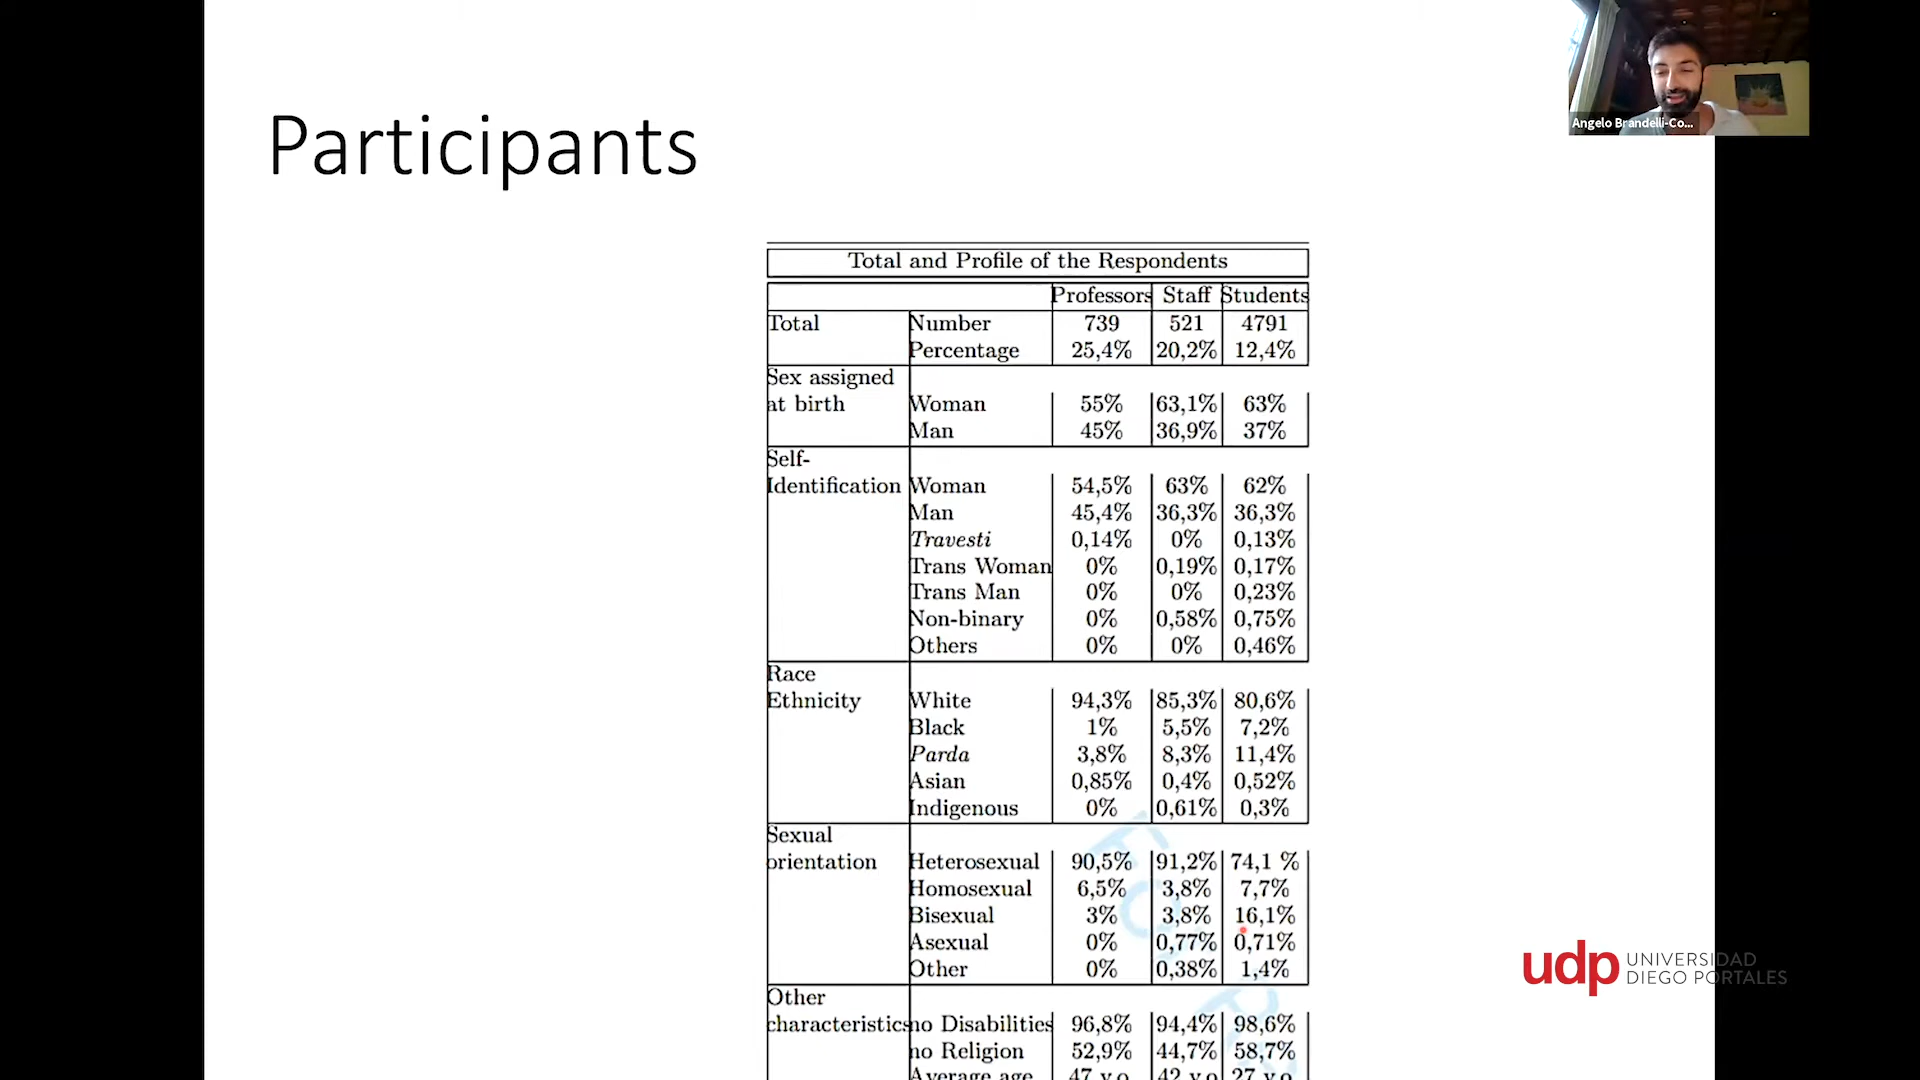 Participants
Angelo Brandelli-Co...
Total and Profile of the Respondents
Professors Staff Students
Total Number 739 521 4791
Percentage 25,4% 20,2% 12,4%
Sex assigned
at birth Woman 55% 63,1% 63%
Man 45% 36,9% 37%
Self-
Identification Woman 54,5% 63% 62%
Man 45,4% 36,3% 36,3%
Travesti 0,14% 0% 0,13%
Trans Woman 0% 0,19% 0,17%
Trans Man 0% 0% 0,23%
Non-binary 0% 0,58% 0,75%
Others 0% 0% 0,46%
Race
Ethnicity White 94,3% 85,3% 80,6%
Black 1% 5,5% 7,2%
Parda 3,8% 8,3% 11,4%
Asian 0,85% 0,4% 0,52%
Indigenous 0% 0,61% 0,3%
Sexual
orientation Heterosexual 90,5% 91,2% 74,1 %
Homosexual 6,5% 3,8% 7,7%
Bisexual 3% 3,8% 16,1%
Asexual 0% 0,77% 0,71%
Other 0% 0,38% 1,4%
Other
characteristics no Disabilities 96,8% 94,4% 98,6%
no Religion 52,9% 44,7% 58,7%
Average age 47 y.o 42 y.o 27 y.o
udp UNIVERSIDAD
DIEGO PORTALES